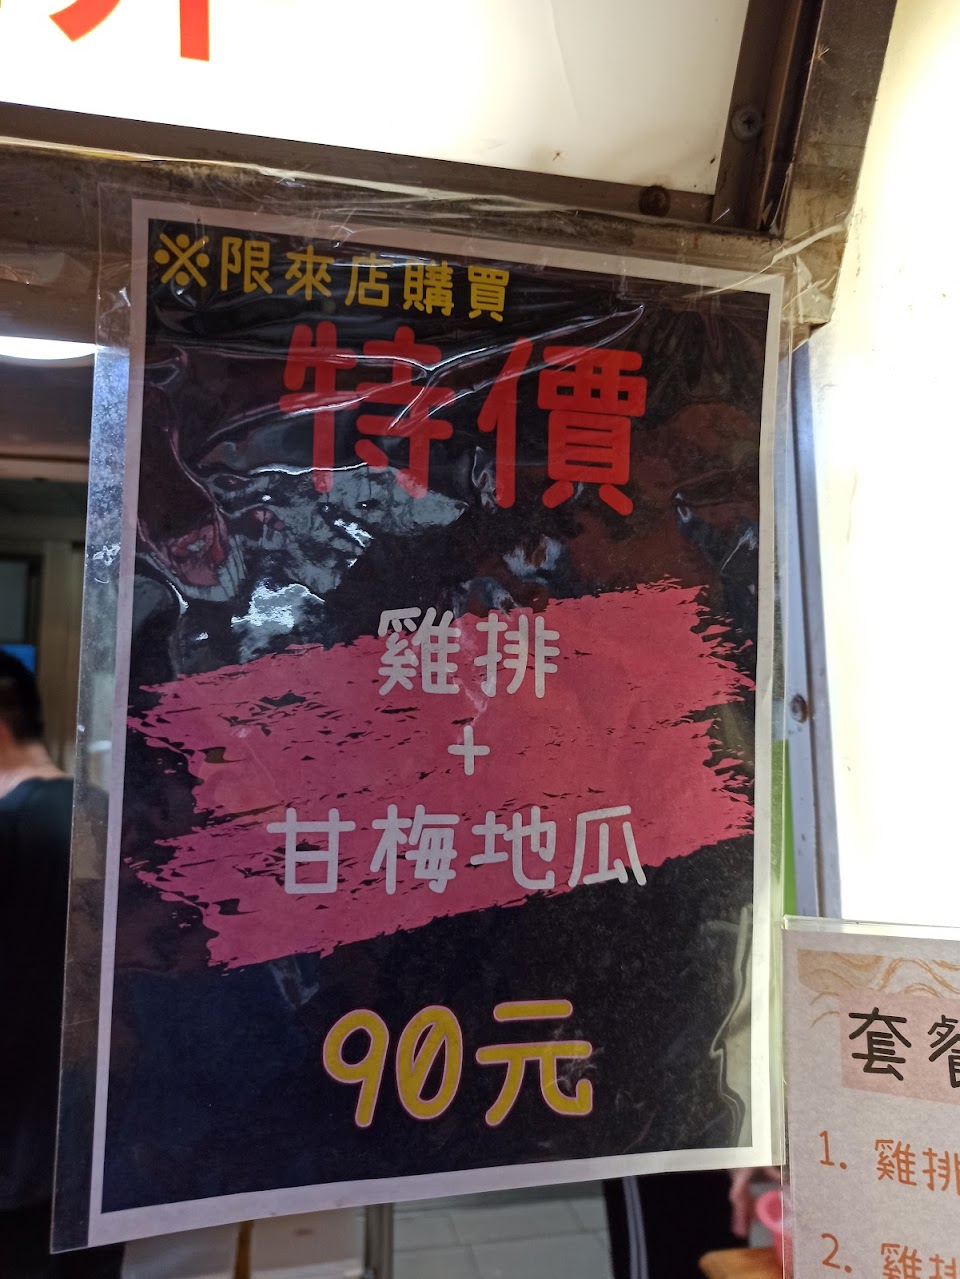 ※限來店購買
特價
雞排
+
甘梅地瓜
90元
套餐
1. 雞排
2. 雞排